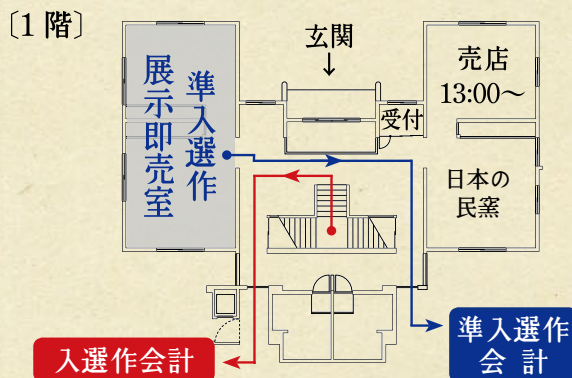 〔1階〕
玄関
↓
売店
13:00〜
受付
準入選作
展示即売室
日本の
民窯
入選作会計
準入選作
会計